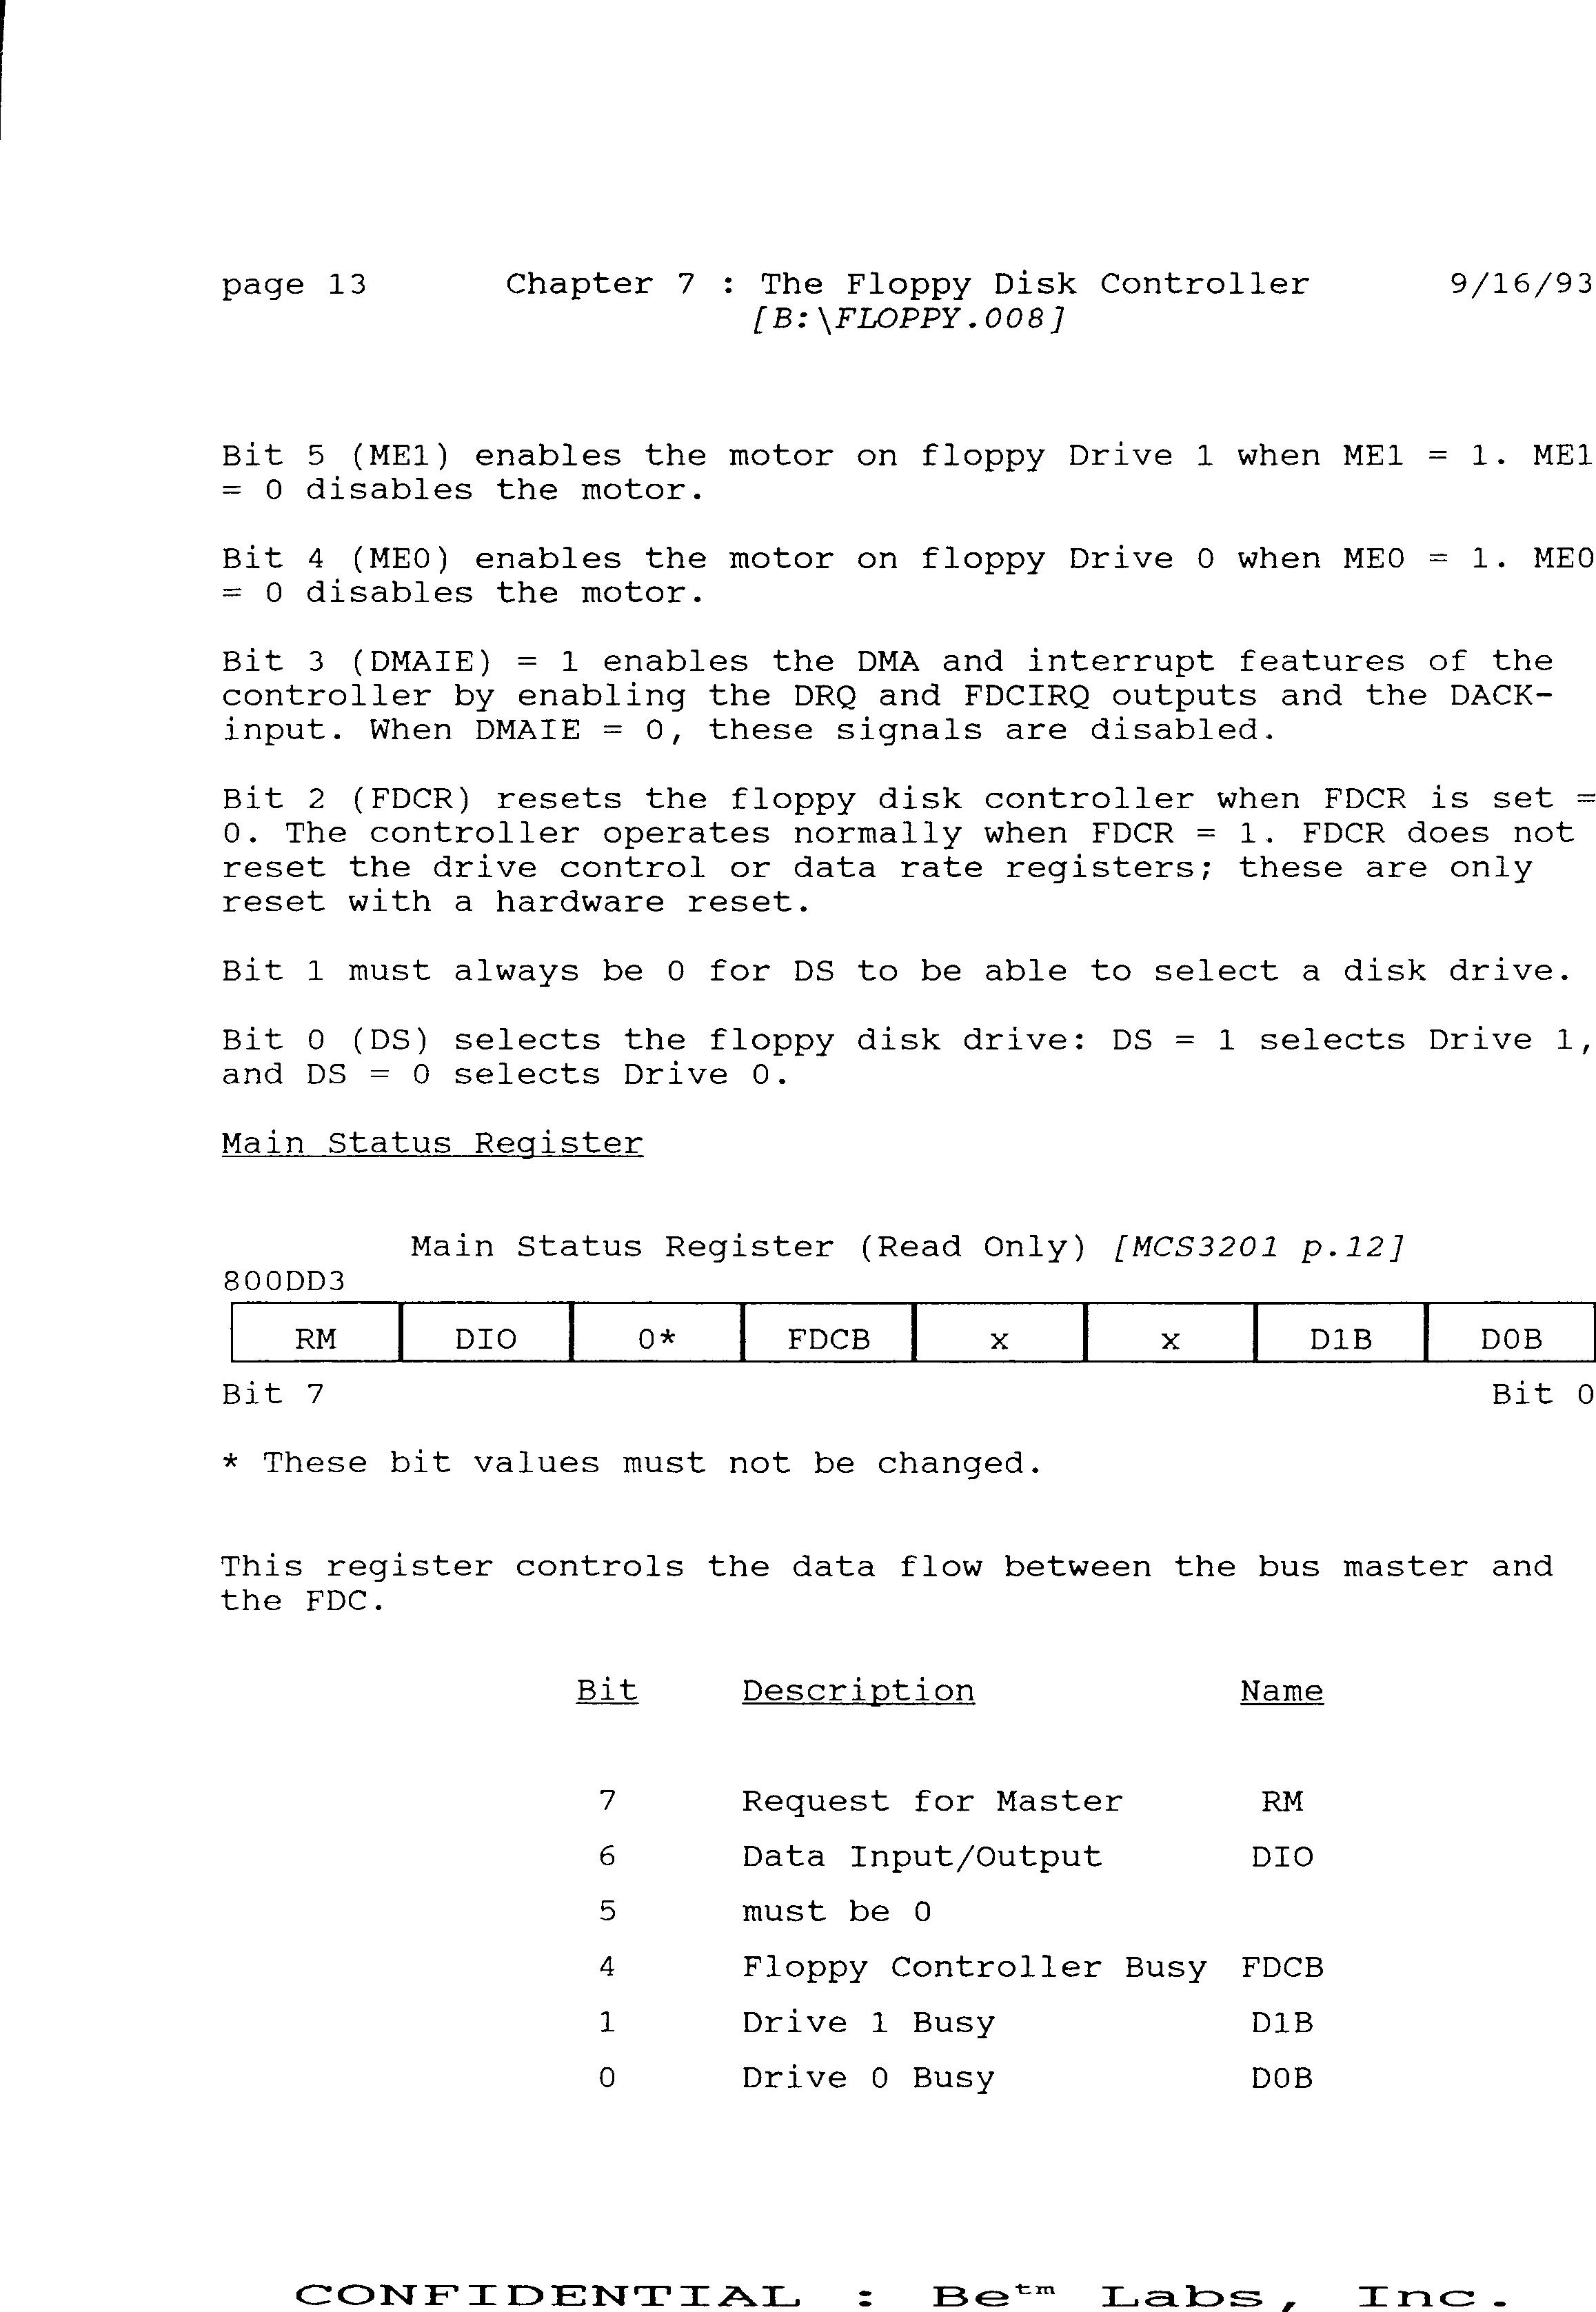 page 13 Chapter 7 : The Floppy Disk Controller 9/16/93
[B:\FLOPPY.008]
Bit 5 (ME1) enables the motor on floppy Drive 1 when ME1 = 1. ME1
= 0 disables the motor.
Bit 4 (ME0) enables the motor on floppy Drive 0 when ME0 = 1. ME0
= 0 disables the motor.
Bit 3 (DMAIE) = 1 enables the DMA and interrupt features of the
controller by enabling the DRQ and FDCIRQ outputs and the DACK-
input. When DMAIE = 0, these signals are disabled.
Bit 2 (FDCR) resets the floppy disk controller when FDCR is set =
0. The controller operates normally when FDCR = 1. FDCR does not
reset the drive control or data rate registers; these are only
reset with a hardware reset.
Bit 1 must always be 0 for DS to be able to select a disk drive.
Bit 0 (DS) selects the floppy disk drive: DS = 1 selects Drive 1,
and DS = 0 selects Drive 0.
Main Status Register
Main Status Register (Read Only) [MCS3201 p.12]
800DD3
RM DIO 0* FDCB x x D1B D0B
Bit 7 Bit 0
* These bit values must not be changed.
This register controls the data flow between the bus master and
the FDC.
Bit Description Name
7 Request for Master RM
6 Data Input/Output DIO
5 must be 0
4 Floppy Controller Busy FDCB
1 Drive 1 Busy D1B
0 Drive 0 Busy D0B
CONFIDENTIAL : Be™ Labs, Inc.